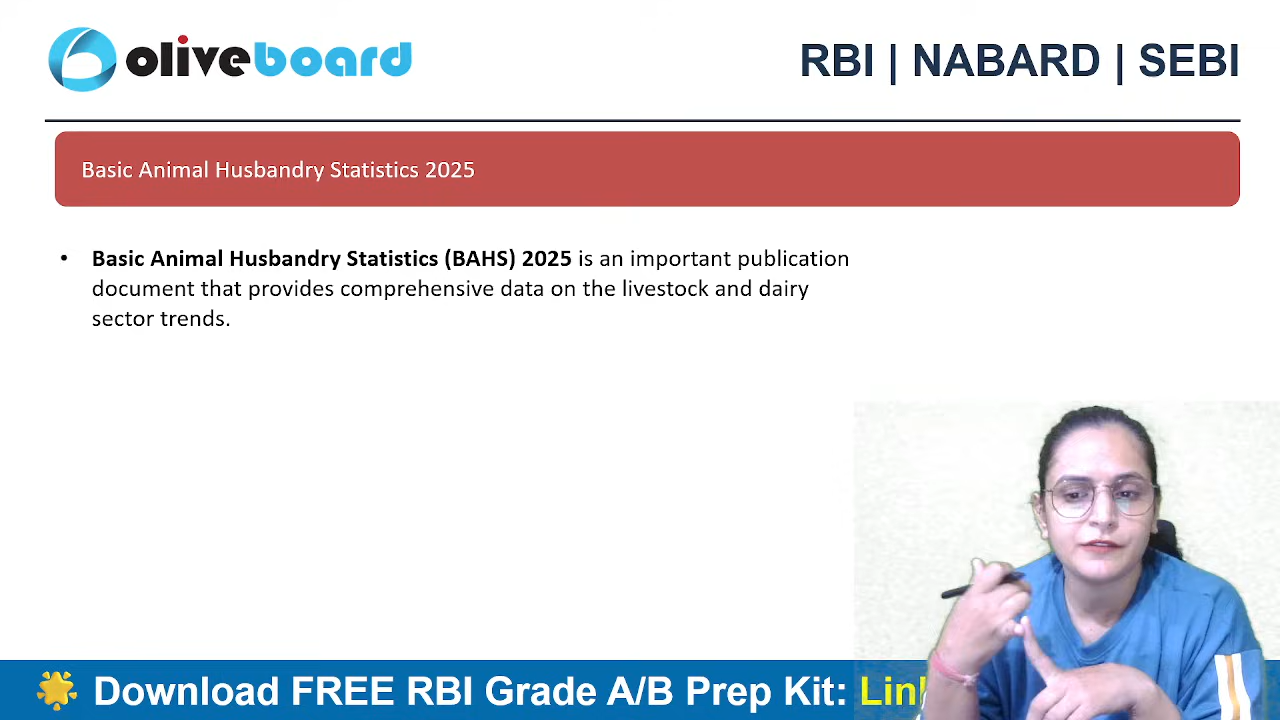 oliveboard
RBI | NABARD | SEBI
Basic Animal Husbandry Statistics 2025
• Basic Animal Husbandry Statistics (BAHS) 2025 is an important publication
document that provides comprehensive data on the livestock and dairy
sector trends.
Download FREE RBI Grade A/B Prep Kit: